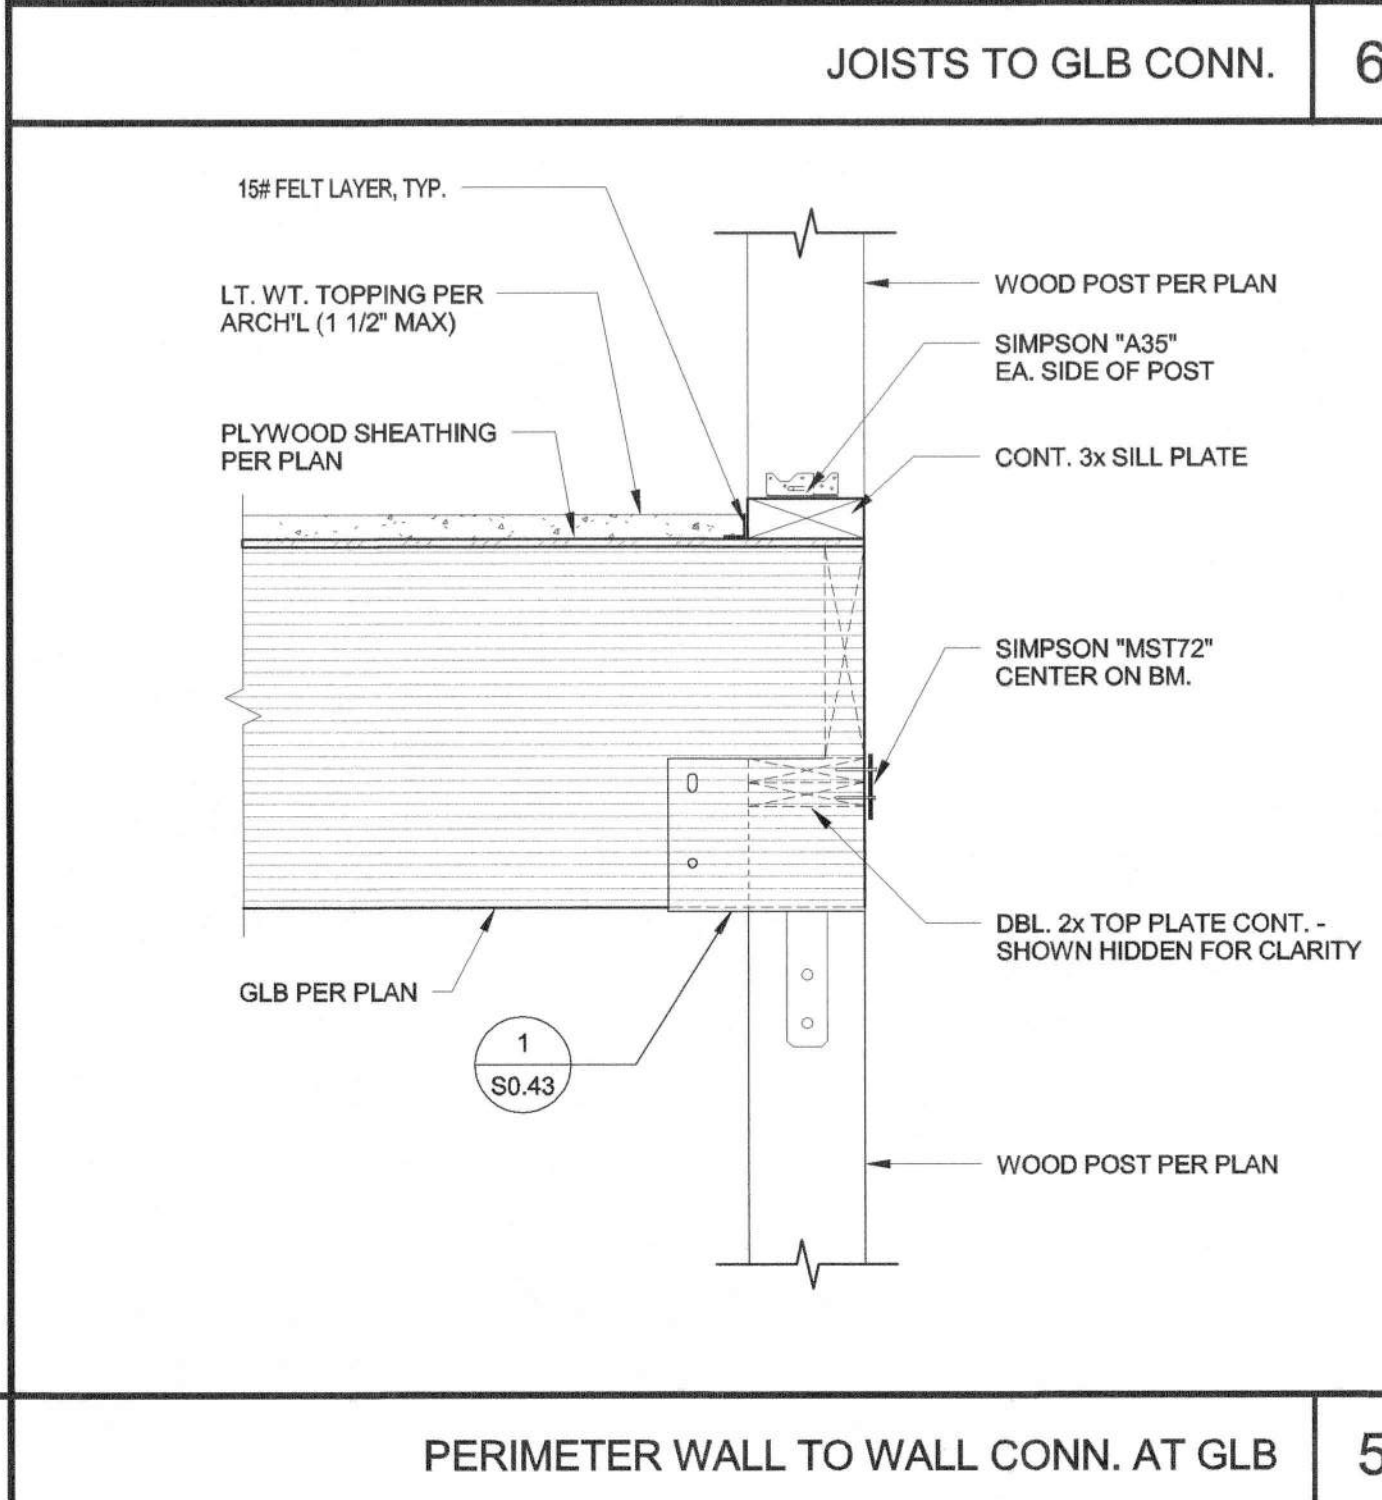 JOISTS TO GLB CONN.
6
15# FELT LAYER, TYP.
LT. WT. TOPPING PER
ARCH'L (1 1/2" MAX)
PLYWOOD SHEATHING
PER PLAN
WOOD POST PER PLAN
SIMPSON "A35"
EA. SIDE OF POST
CONT. 3x SILL PLATE
SIMPSON "MST72"
CENTER ON BM.
DBL. 2x TOP PLATE CONT. -
SHOWN HIDDEN FOR CLARITY
GLB PER PLAN
1
S0.43
WOOD POST PER PLAN
PERIMETER WALL TO WALL CONN. AT GLB
5